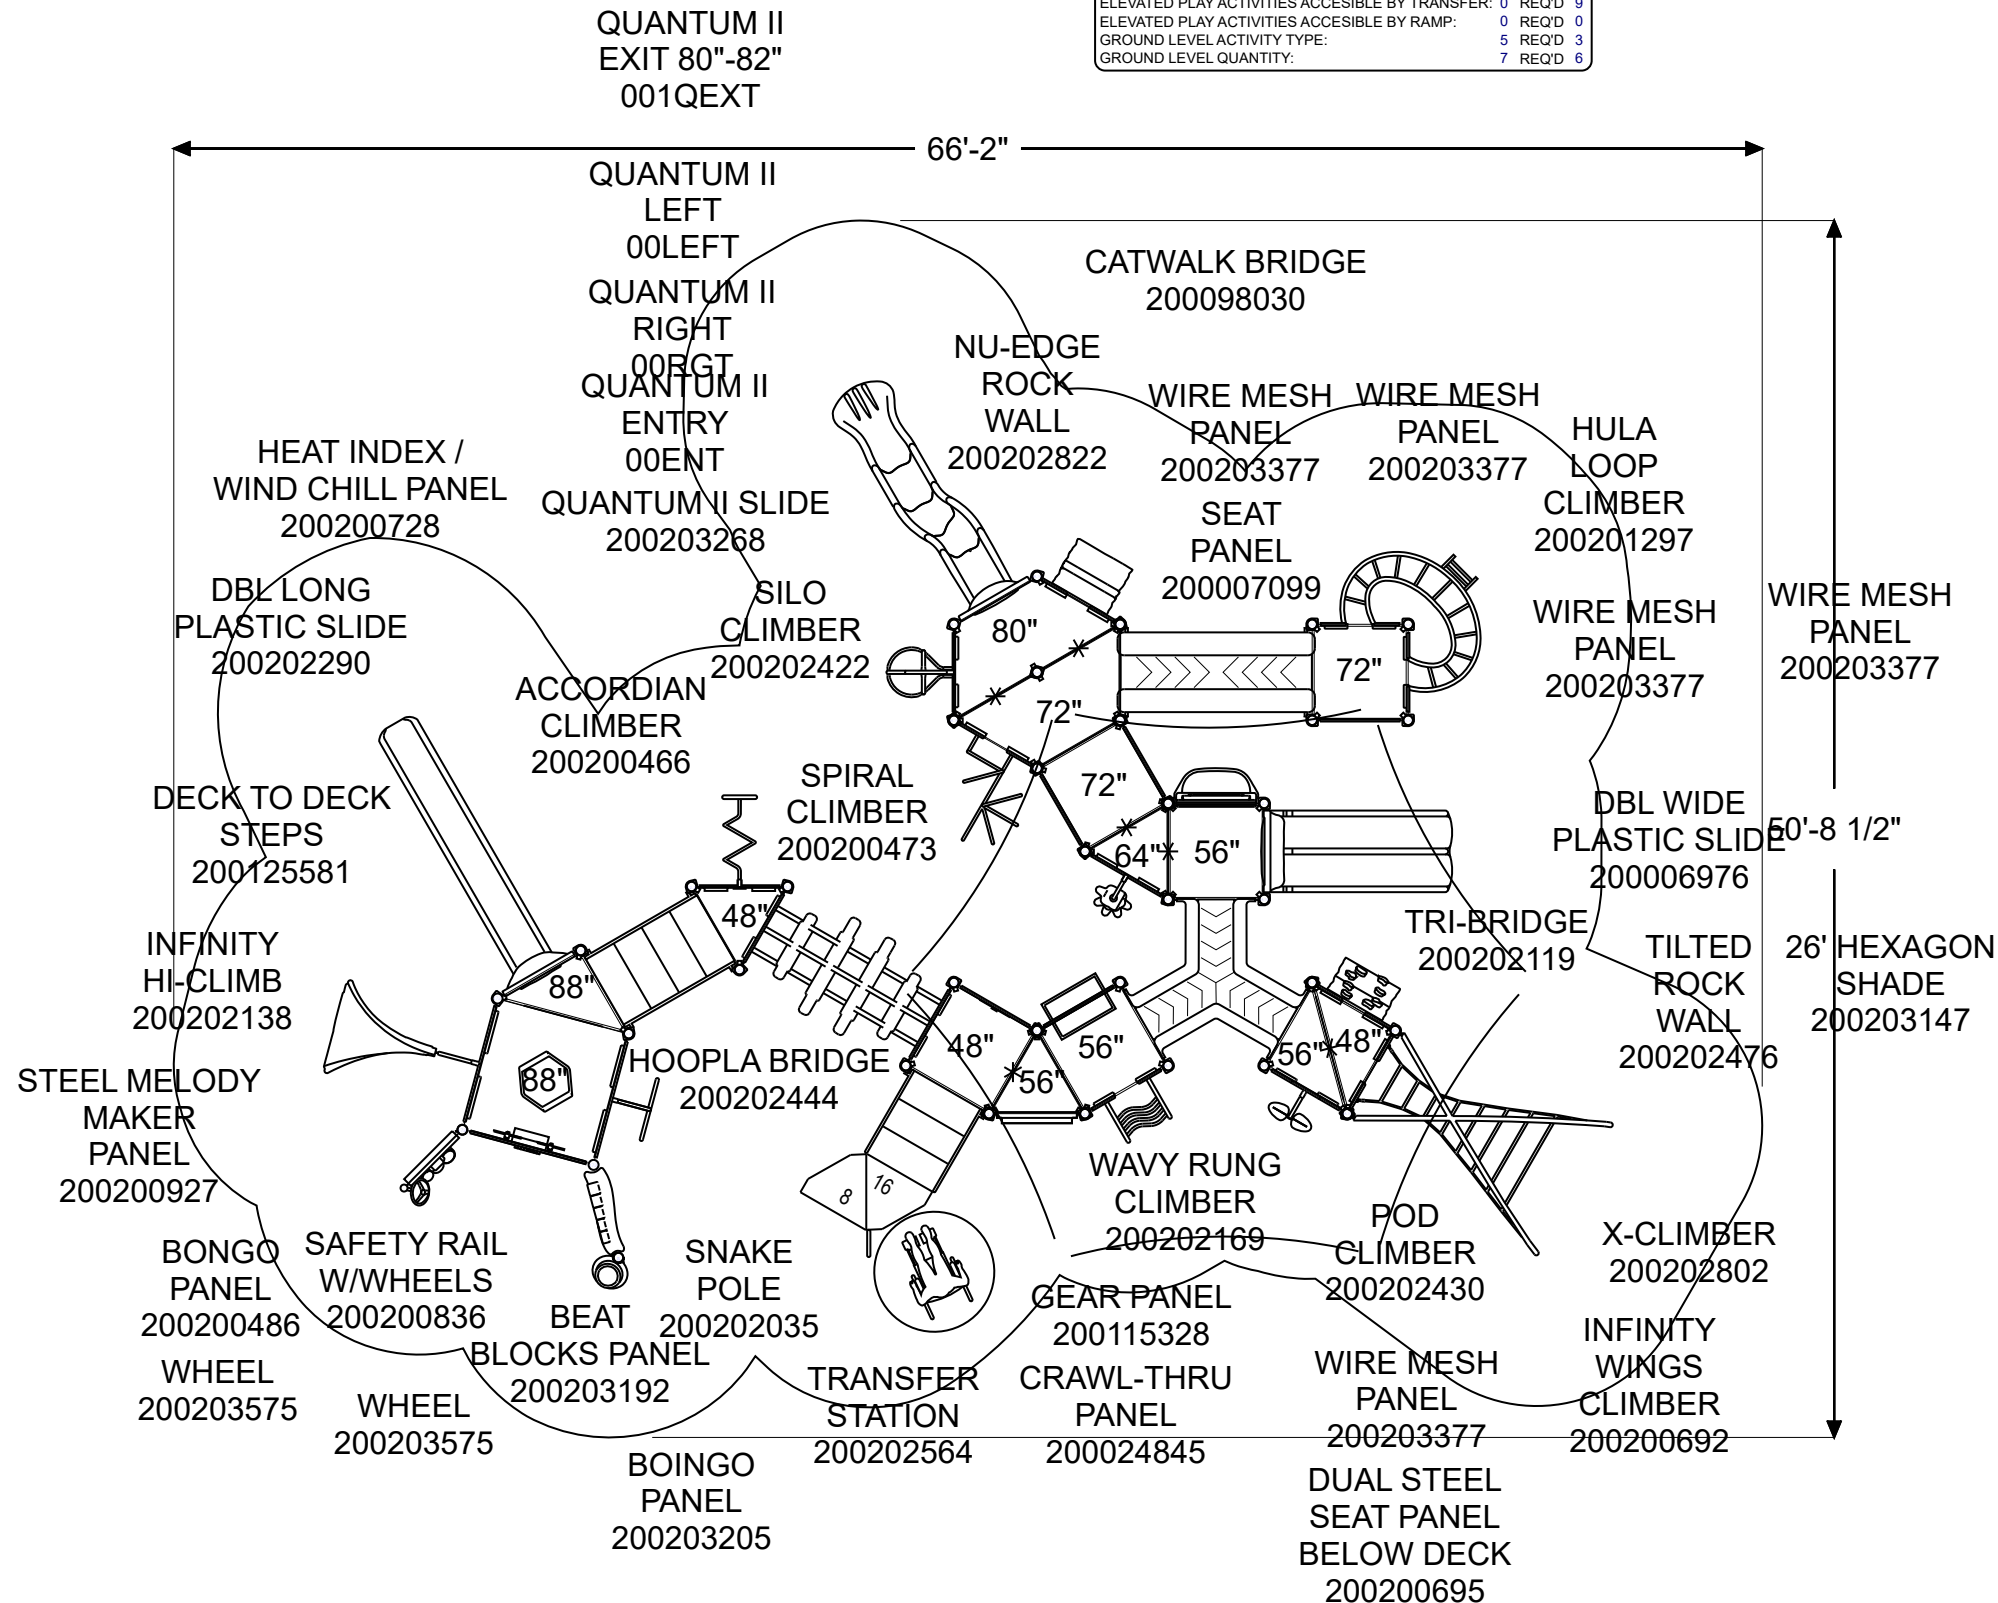 ELEVATED PLAY ACTIVITIES ACCESIBLE BY TRANSFER: 0 REQ'D 9
ELEVATED PLAY ACTIVITIES ACCESIBLE BY RAMP: 0 REQ'D 0
GROUND LEVEL ACTIVITY TYPE: 5 REQ'D 3
GROUND LEVEL QUANTITY: 7 REQ'D 6
QUANTUM II
EXIT 80"-82"
001QEXT
66'-2"
QUANTUM II
LEFT
00LEFT
QUANTUM II
RIGHT
00RGT
QUANTUM II
ENTRY
00ENT
QUANTUM II SLIDE
200203268
CATWALK BRIDGE
200098030
NU-EDGE
ROCK
WALL
200202822
WIRE MESH
PANEL
200203377
WIRE MESH
PANEL
200203377
HULA
LOOP
CLIMBER
200201297
SEAT
PANEL
200007099
HEAT INDEX /
WIND CHILL PANEL
200200728
DBL LONG
PLASTIC SLIDE
200202290
SILO
CLIMBER
200202422
ACCORDIAN
CLIMBER
200200466
WIRE MESH
PANEL
200203377
WIRE MESH
PANEL
200203377
80"
72"
72"
72"
64"
56"
SPIRAL
CLIMBER
200200473
DECK TO DECK
STEPS
200125581
DBL WIDE
PLASTIC SLIDE
200006976
50'-8 1/2"
INFINITY
HI-CLIMB
200202138
TRI-BRIDGE
200202119
TILTED
ROCK
WALL
200202476
26' HEXAGON
SHADE
200203147
48"
88"
88"
48"
56"
56"
56"
48"
HOOPLA BRIDGE
200202444
STEEL MELODY
MAKER
PANEL
200200927
8
16
WAVY RUNG
CLIMBER
200202169
POD
CLIMBER
200202430
X-CLIMBER
200202802
BONGO
PANEL
200200486
SAFETY RAIL
W/WHEELS
200200836
SNAKE
POLE
200202035
BEAT
BLOCKS PANEL
200203192
GEAR PANEL
200115328
INFINITY
WINGS
CLIMBER
200200692
WHEEL
200203575
WHEEL
200203575
TRANSFER
STATION
200202564
CRAWL-THRU
PANEL
200024845
WIRE MESH
PANEL
200203377
BOINGO
PANEL
200203205
DUAL STEEL
SEAT PANEL
BELOW DECK
200200695